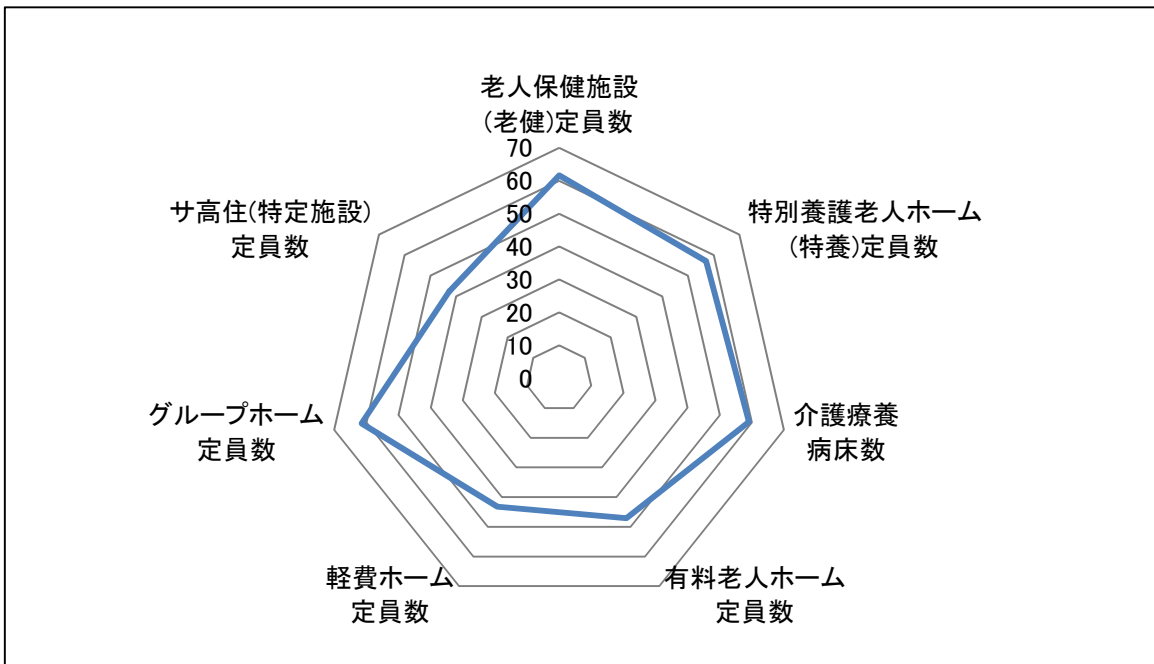 老人保健施設
(老健)定員数
70
60
50
40
30
20
10
0
特別養護老人ホーム
(特養)定員数
介護療養
病床数
有料老人ホーム
定員数
軽費ホーム
定員数
グループホーム
定員数
サ高住(特定施設)
定員数